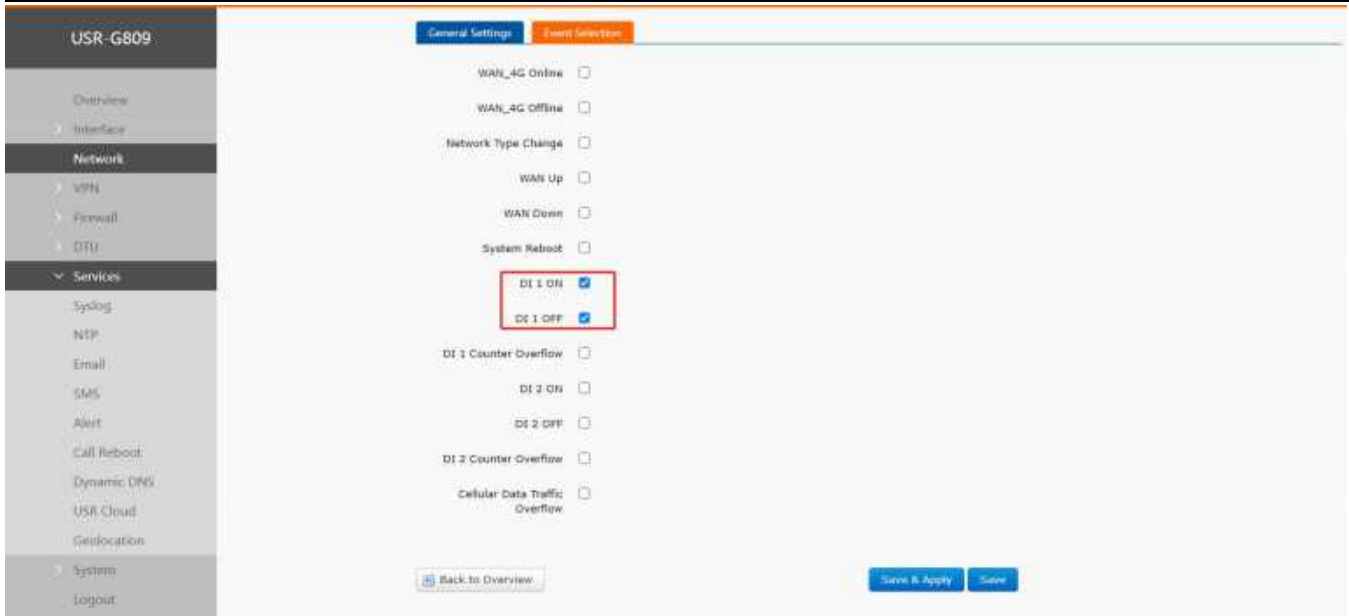 USR-G809
Overview
Interface
Network
VPN
Firewall
DTU
Services
Syslog
NTP
Email
SMS
Alert
Call Reboot
Dynamic DNS
USR Cloud
Geolocation
System
Logout
General Settings
Event Selection
WAN_4G Online
WAN_4G Offline
Network Type Change
WAN Up
WAN Down
System Reboot
DI 1 ON
DI 1 OFF
DI 1 Counter Overflow
DI 2 ON
DI 2 OFF
DI 2 Counter Overflow
Cellular Data Traffic
Overflow
Back to Overview
Save & Apply
Save